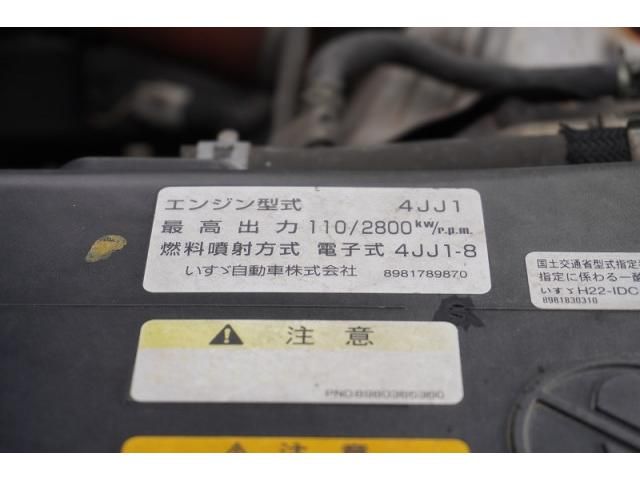 エンジン型式 4JJ1
最高出力 110/2800kW/r.p.m.
燃料噴射方式 電子式 4JJ1-8
いすゞ自動車株式会社 8981789870
国土交通省型式指定
指定に係わる一酸
いすゞH22-IDC
8981830310
注意
PNO.8980385300
注意